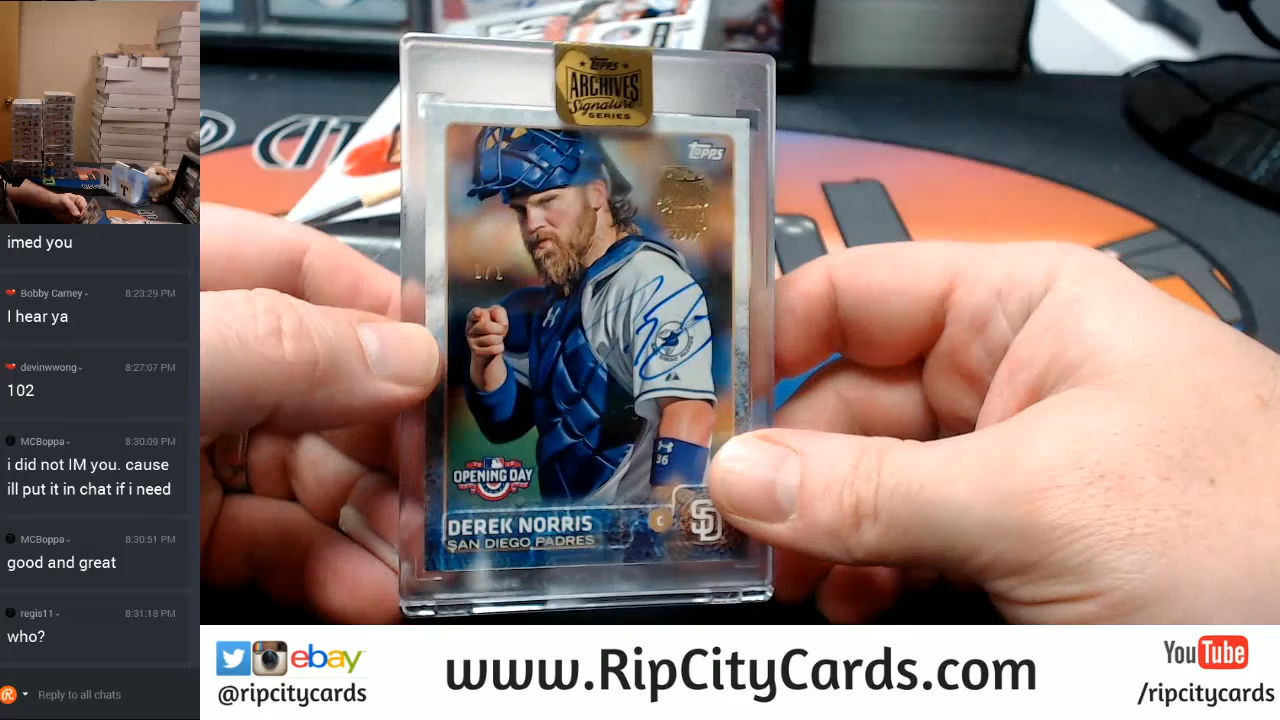 imed you
Bobby Carney
8:23:29 PM
I hear ya
devinwwong
8:27:07 PM
102
MCBoppa
8:30:09 PM
i did not IM you. cause
ill put it in chat if i need
MCBoppa
8:30:51 PM
good and great
regis11
8:31:18 PM
who?
Reply to all chats
TOPPS
ARCHIVES
Signature
SERIES
TOPPS
2017
1/1
36
OPENING DAY
DEREK NORRIS
C
SD
SAN DIEGO PADRES
ebay
@ripcitycards
www.RipCityCards.com
YouTube
/ripcitycards